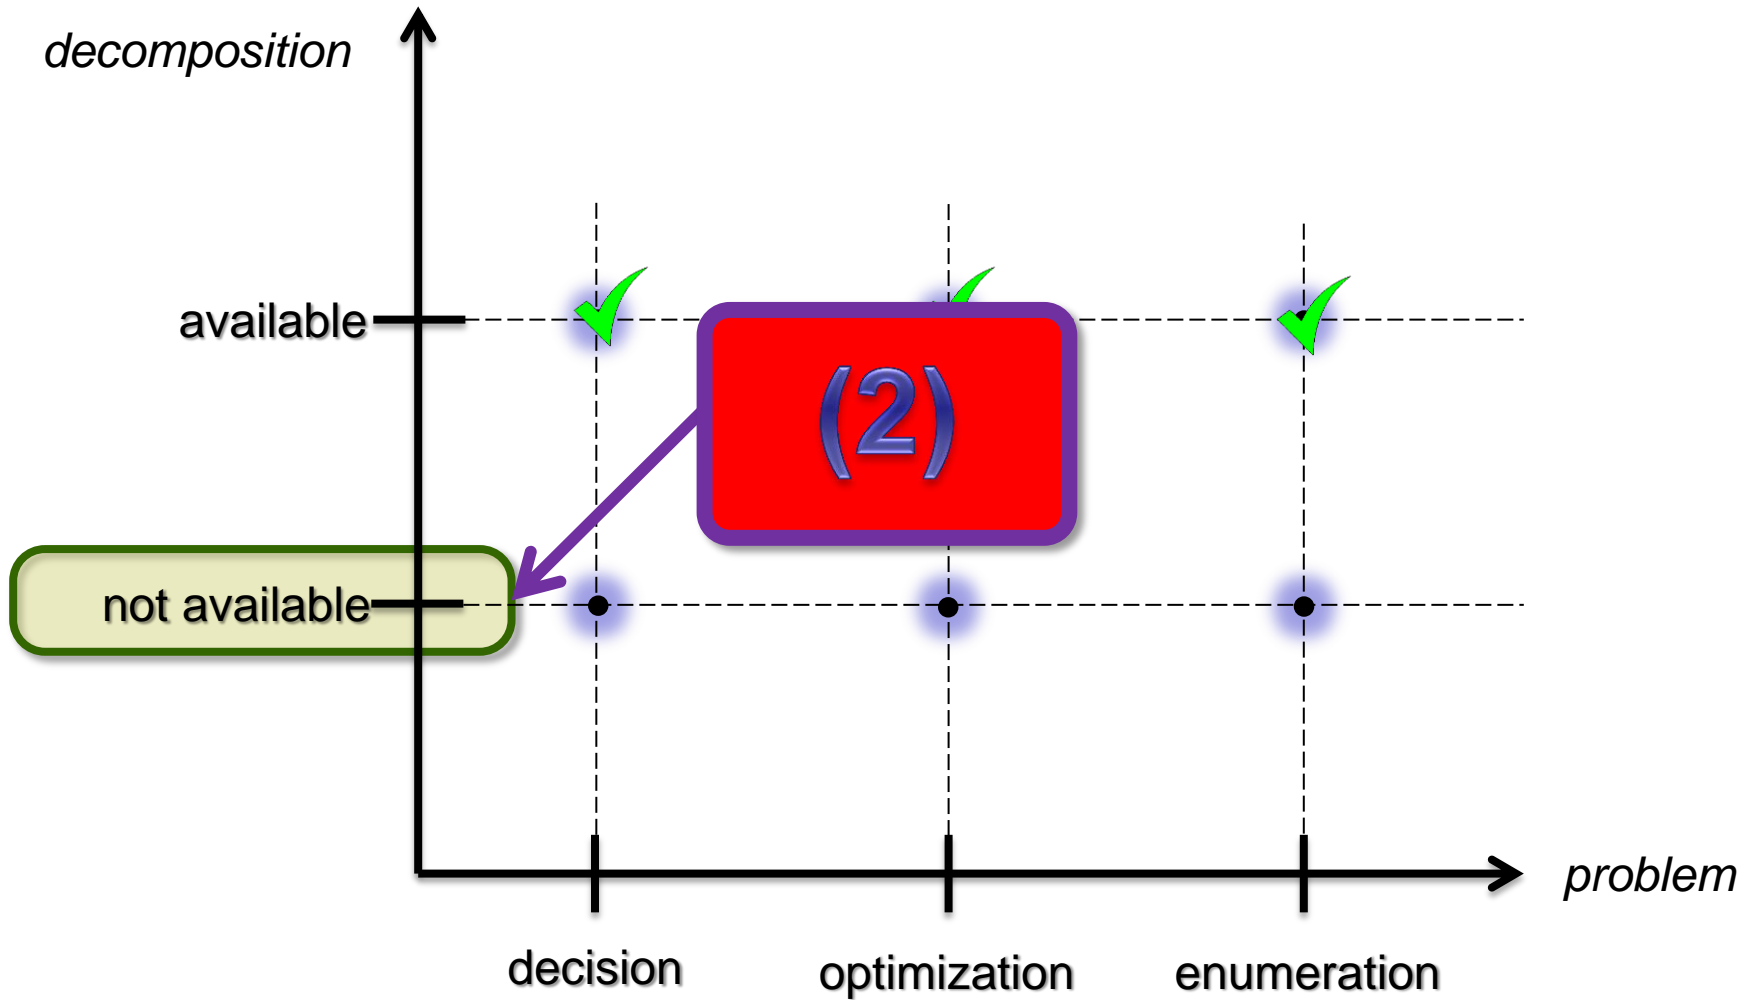 decomposition
available
(2)
not available
problem
decision
optimization
enumeration